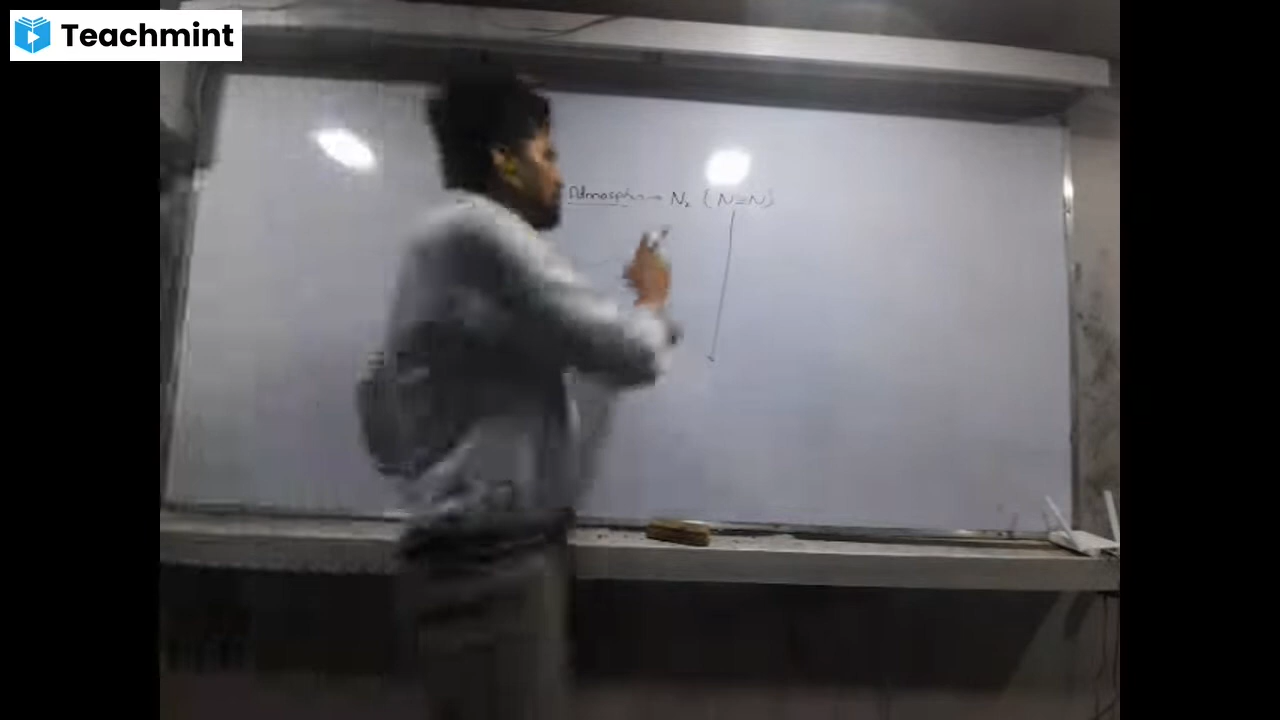 Teachmint
Atmosphere → N₂ (N≡N)